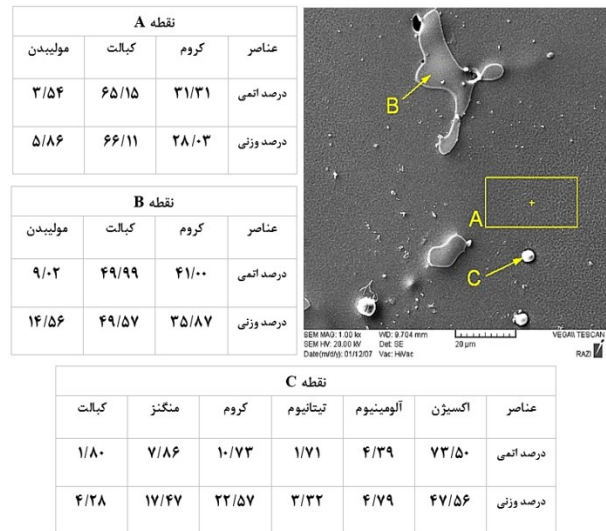 نقطه A
عناصر کروم کبالت مولیبدن
درصد اتمی ۳۱/۳۱ ۶۵/۱۵ ۳/۵۴
درصد وزنی ۲۸/۰۳ ۶۶/۱۱ ۵/۸۶
نقطه B
عناصر کروم کبالت مولیبدن
درصد اتمی ۴۱/۰۰ ۴۹/۹۹ ۹/۰۲
درصد وزنی ۳۵/۸۷ ۴۹/۵۷ ۱۴/۵۶
B
A
C
SEM MAG: 1.00 kx WD: 9.704 mm VEGA\\ TESCAN
SEM HV: 20.00 kV Det: SE 20 µm
Date(m/d/y): 01/12/07 Vac: HiVac RAZI
نقطه C
عناصر اکسیژن آلومینیوم تیتانیوم کروم منگنز کبالت
درصد اتمی ۷۳/۵۰ ۴/۳۹ ۱/۷۱ ۱۰/۷۳ ۷/۸۶ ۱/۸۰
درصد وزنی ۴۷/۵۶ ۴/۷۹ ۳/۳۲ ۲۲/۵۷ ۱۷/۴۷ ۴/۲۸